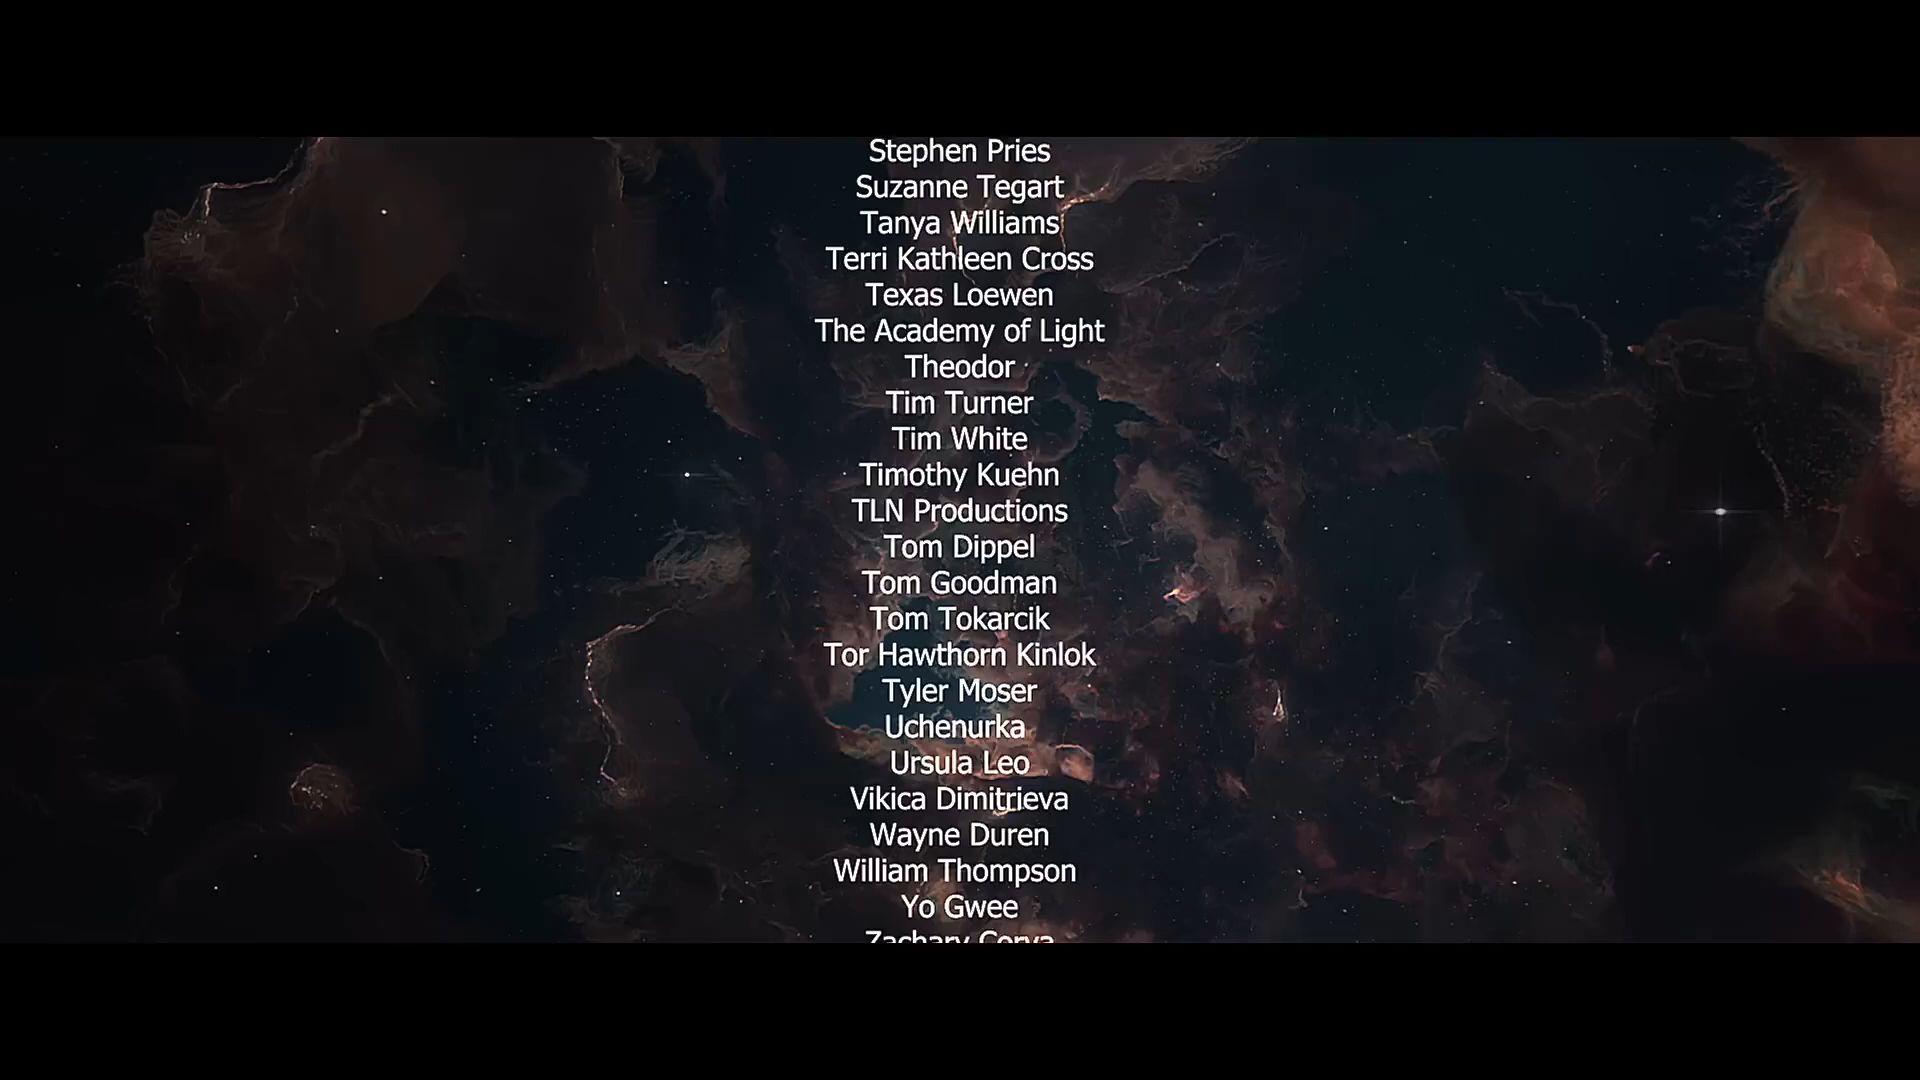 Stephen Pries
Suzanne Tegart
Tanya Williams
Terri Kathleen Cross
Texas Loewen
The Academy of Light
Theodor
Tim Turner
Tim White
Timothy Kuehn
TLN Productions
Tom Dippel
Tom Goodman
Tom Tokarcik
Tor Hawthorn Kinlok
Tyler Moser
Uchenurka
Ursula Leo
Vikica Dimitrieva
Wayne Duren
William Thompson
Yo Gwee
Zachary